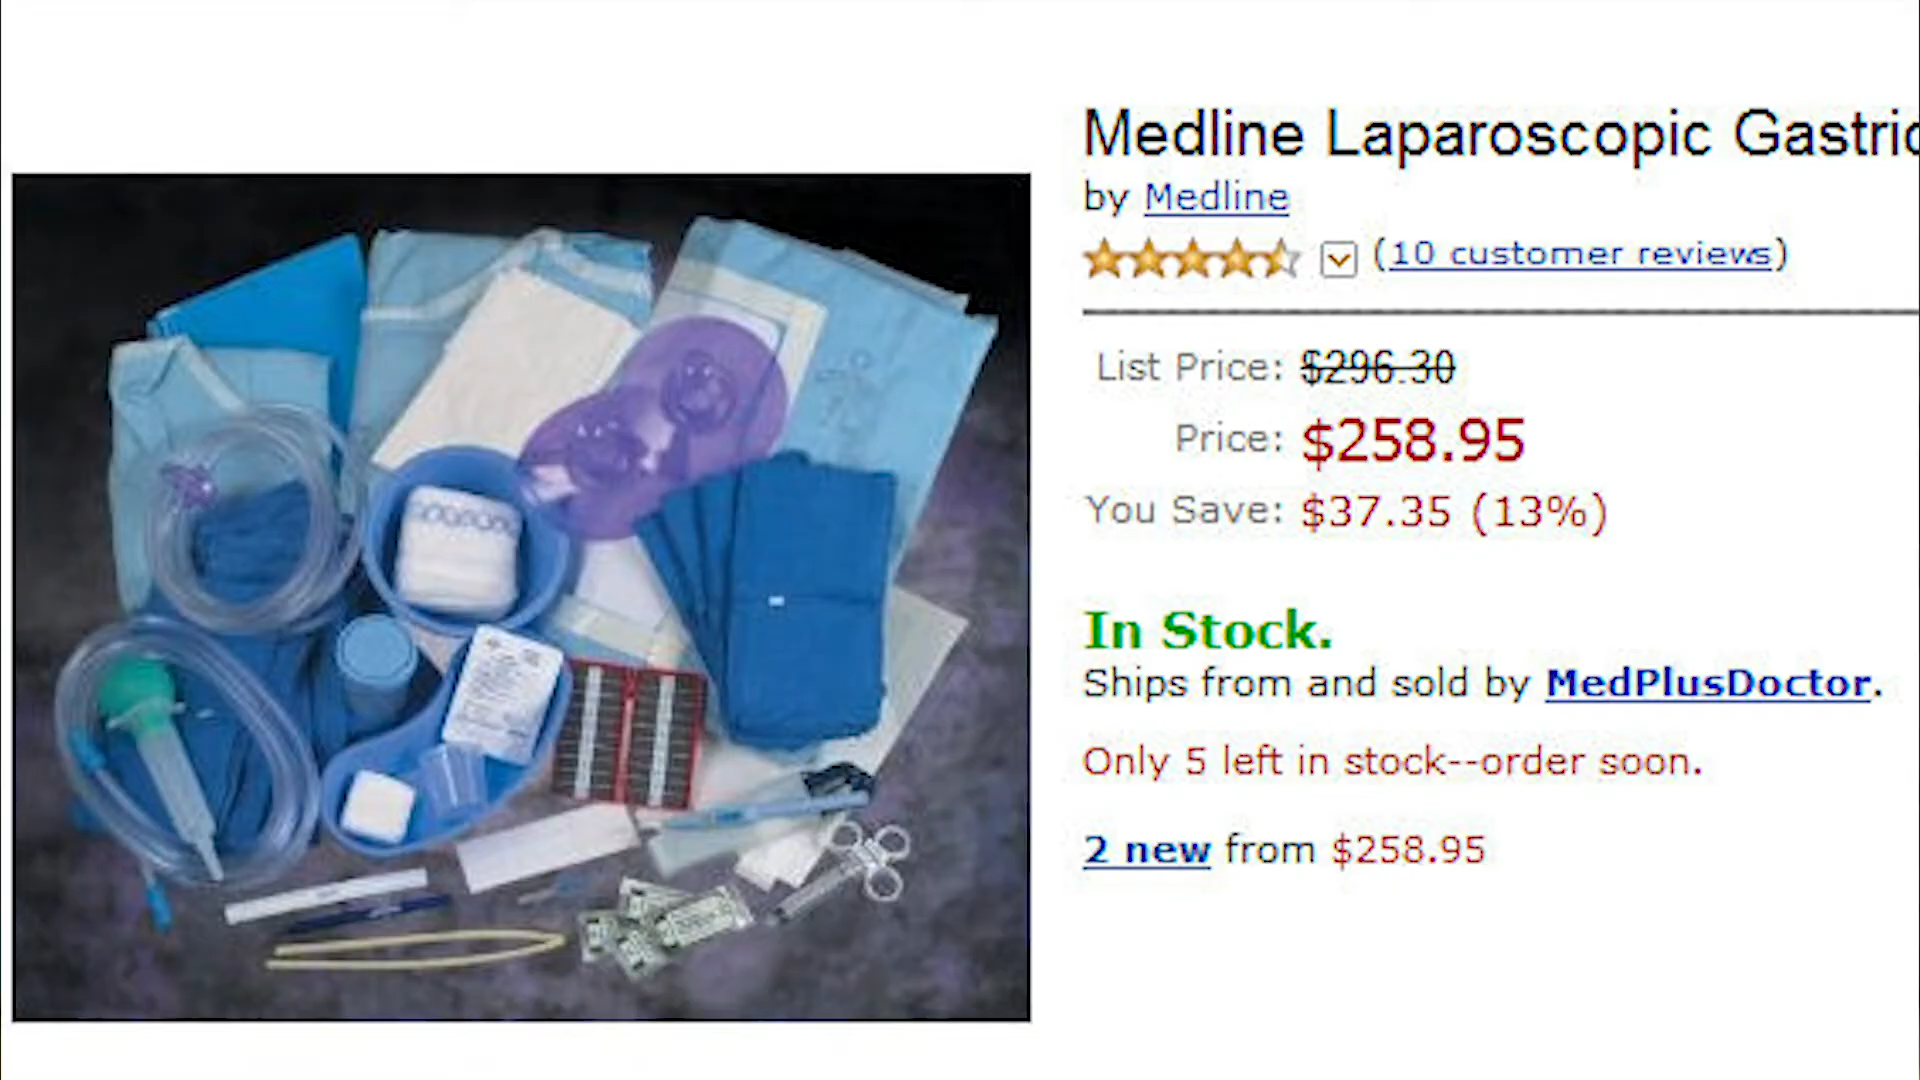 Medline Laparoscopic Gastric
by Medline
(10 customer reviews)
List Price: $296.30
Price: $258.95
You Save: $37.35 (13%)
In Stock.
Ships from and sold by MedPlusDoctor.
Only 5 left in stock--order soon.
2 new from $258.95